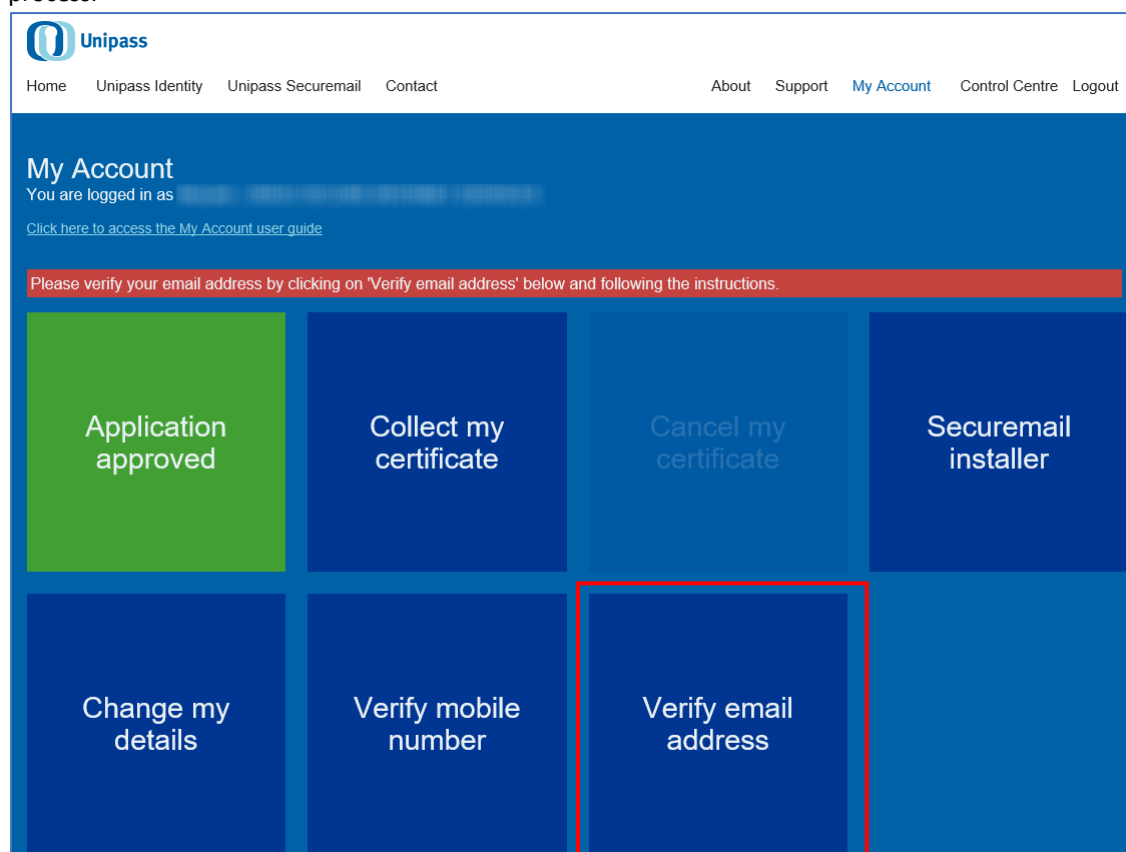 process.
Unipass
Home Unipass Identity Unipass Securemail Contact About Support My Account Control Centre Logout
My Account
You are logged in as
Click here to access the My Account user guide
Please verify your email address by clicking on 'Verify email address' below and following the instructions.
Application
approved
Collect my
certificate
Cancel my
certificate
Securemail
installer
Change my
details
Verify mobile
number
Verify email
address